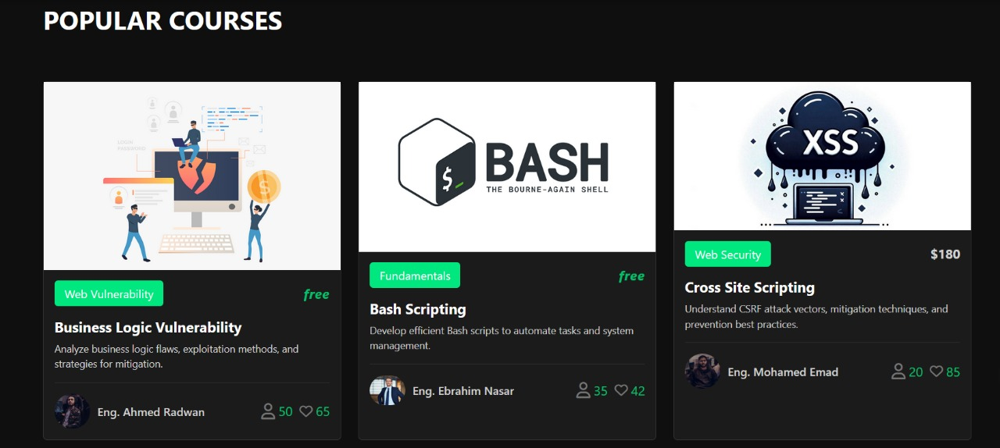 POPULAR COURSES
LOGIN
PASSWORD
$
Web Vulnerability
free
Business Logic Vulnerability
Analyze business logic flaws, exploitation methods, and
strategies for mitigation.
Eng. Ahmed Radwan
50
65
$
BASH
THE BOURNE-AGAIN SHELL
Fundamentals
free
Bash Scripting
Develop efficient Bash scripts to automate tasks and system
management.
Eng. Ebrahim Nasar
35
42
XSS
Web Security
$180
Cross Site Scripting
Understand CSRF attack vectors, mitigation techniques, and
prevention best practices.
Eng. Mohamed Emad
20
85